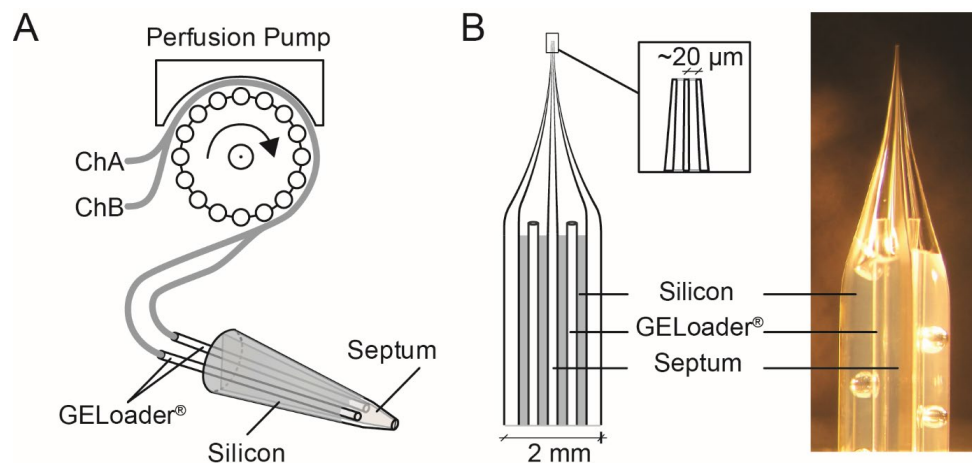 A
Perfusion Pump
ChA
ChB
GELoader®
Silicon
Septum
B
~20 µm
Silicon
GELoader®
Septum
2 mm